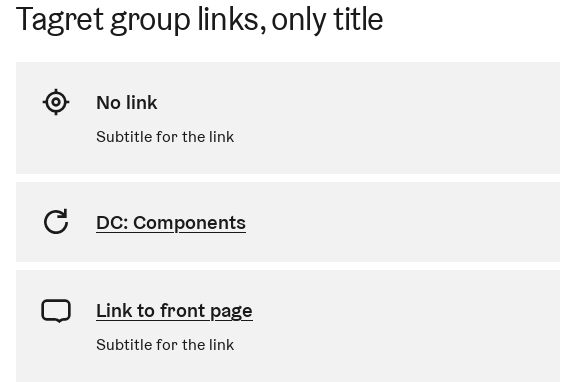 Tagret group links, only title
No link
Subtitle for the link
DC: Components
Link to front page
Subtitle for the link